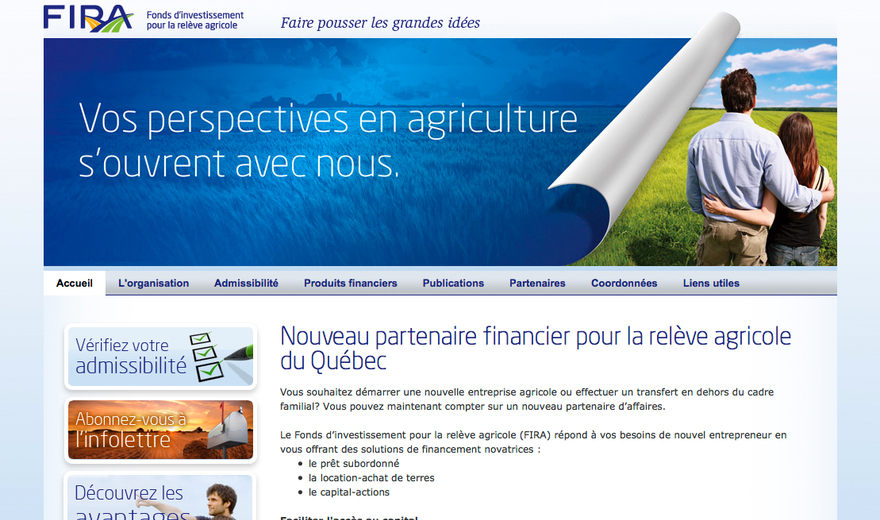 FIRA
Fonds d'investissement
pour la relève agricole
Faire pousser les grandes idées
Vos perspectives en agriculture
s'ouvrent avec nous.
Accueil L'organisation Admissibilité Produits financiers Publications Partenaires Coordonnées Liens utiles
Vérifiez votre
admissibilité
Abonnez-vous à
l'infolettre
Découvrez les
avantages
Nouveau partenaire financier pour la relève agricole
du Québec
Vous souhaitez démarrer une nouvelle entreprise agricole ou effectuer un transfert en dehors du cadre
familial? Vous pouvez maintenant compter sur un nouveau partenaire d'affaires.
Le Fonds d'investissement pour la relève agricole (FIRA) répond à vos besoins de nouvel entrepreneur en
vous offrant des solutions de financement novatrices :
• le prêt subordonné
• la location-achat de terres
• le capital-actions
Faciliter l'accès au capital